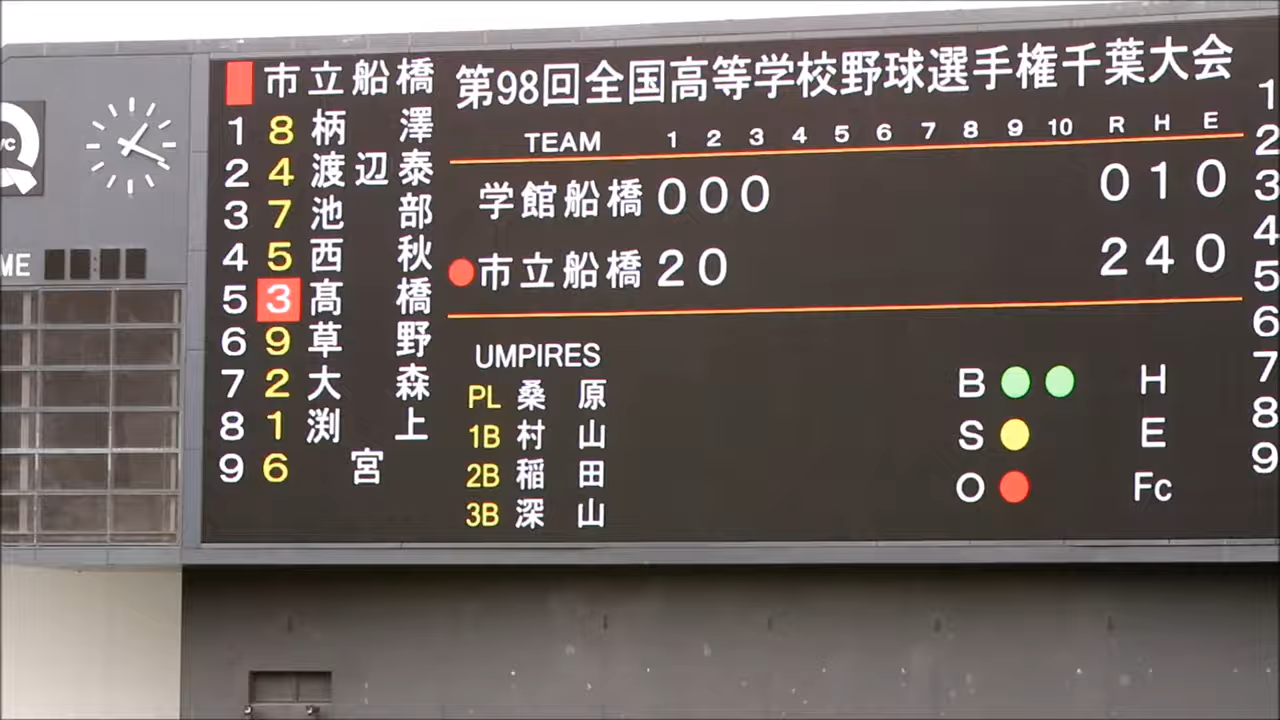 市立船橋
1 8 柄澤
2 4 渡辺泰
3 7 池部
4 5 西秋
5 3 髙橋
6 9 草野
7 2 大森
8 1 渕上
9 6 宮
第98回全国高等学校野球選手権千葉大会
TEAM 1 2 3 4 5 6 7 8 9 10 R H E
学館船橋 0 0 0 0 1 0
市立船橋 2 0 2 4 0
UMPIRES
PL 桑原
1B 村山
2B 稲田
3B 深山
B H
S E
O Fc
1
2
3
4
5
6
7
8
9
ME